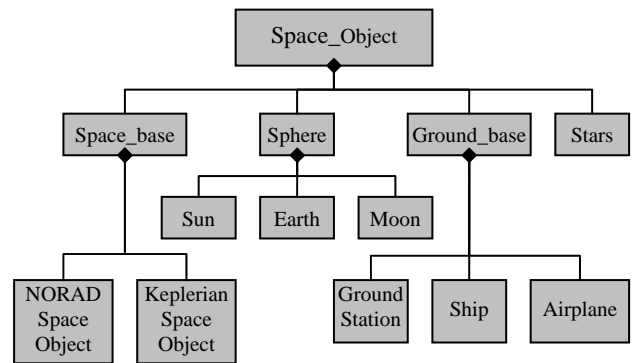 Space_Object
Space_base
Sphere
Ground_base
Stars
Sun
Earth
Moon
NORAD
Space
Object
Keplerian
Space
Object
Ground
Station
Ship
Airplane